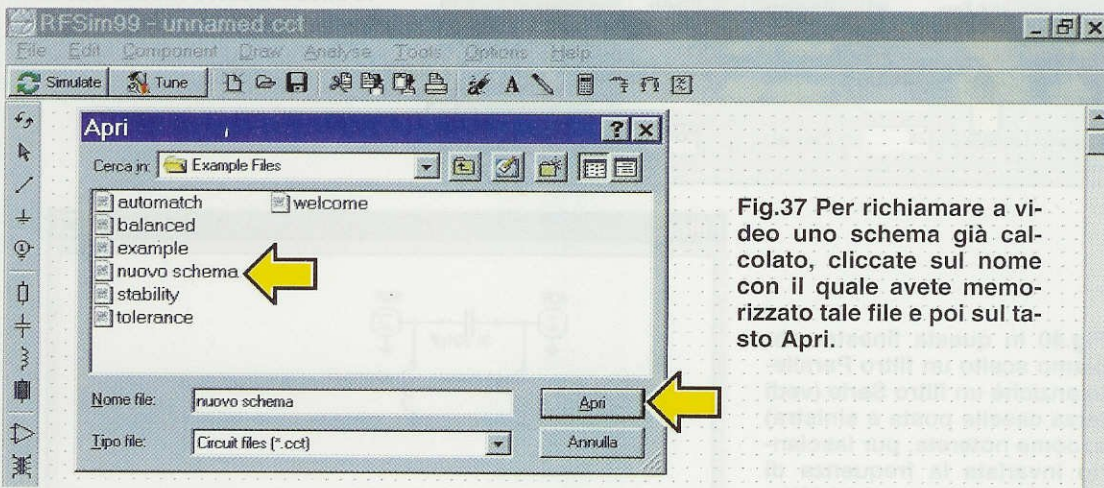 RFSim99 - unnamed.cct
File Edit Component Draw Analyse Tools Options Help
Simulate Tune A
Apri
Cerca in: Example Files
automatch welcome
balanced
example
nuovo schema
stability
tolerance
Nome file: nuovo schema Apri
Tipo file: Circuit files (*.cct) Annulla
Fig.37 Per richiamare a vi-
deo uno schema già cal-
colato, cliccate sul nome
con il quale avete memo-
rizzato tale file e poi sul ta-
sto Apri.